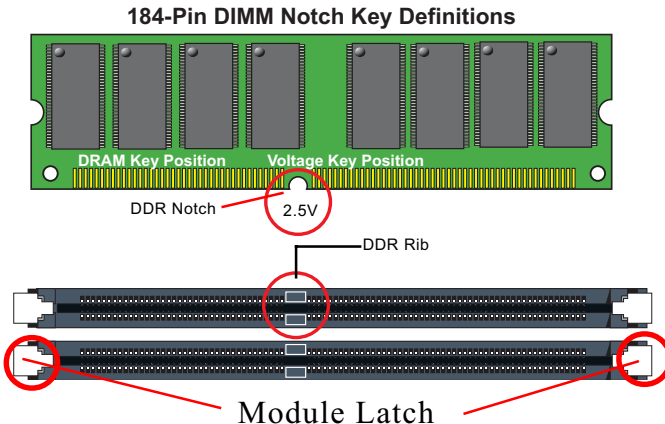 184-Pin DIMM Notch Key Definitions
DRAM Key Position
Voltage Key Position
DDR Notch
2.5V
DDR Rib
Module Latch